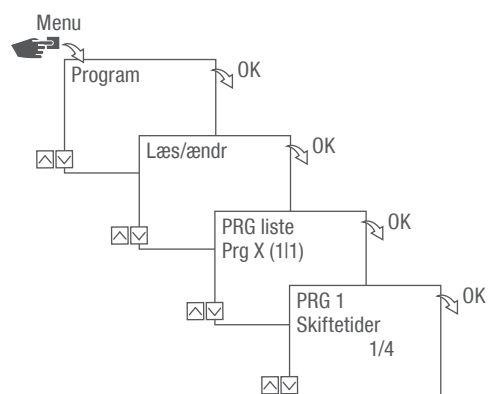 Menu
Program
OK
Læs/ændr
OK
PRG liste
Prg X (1|1)
OK
PRG 1
Skiftetider
1/4
OK